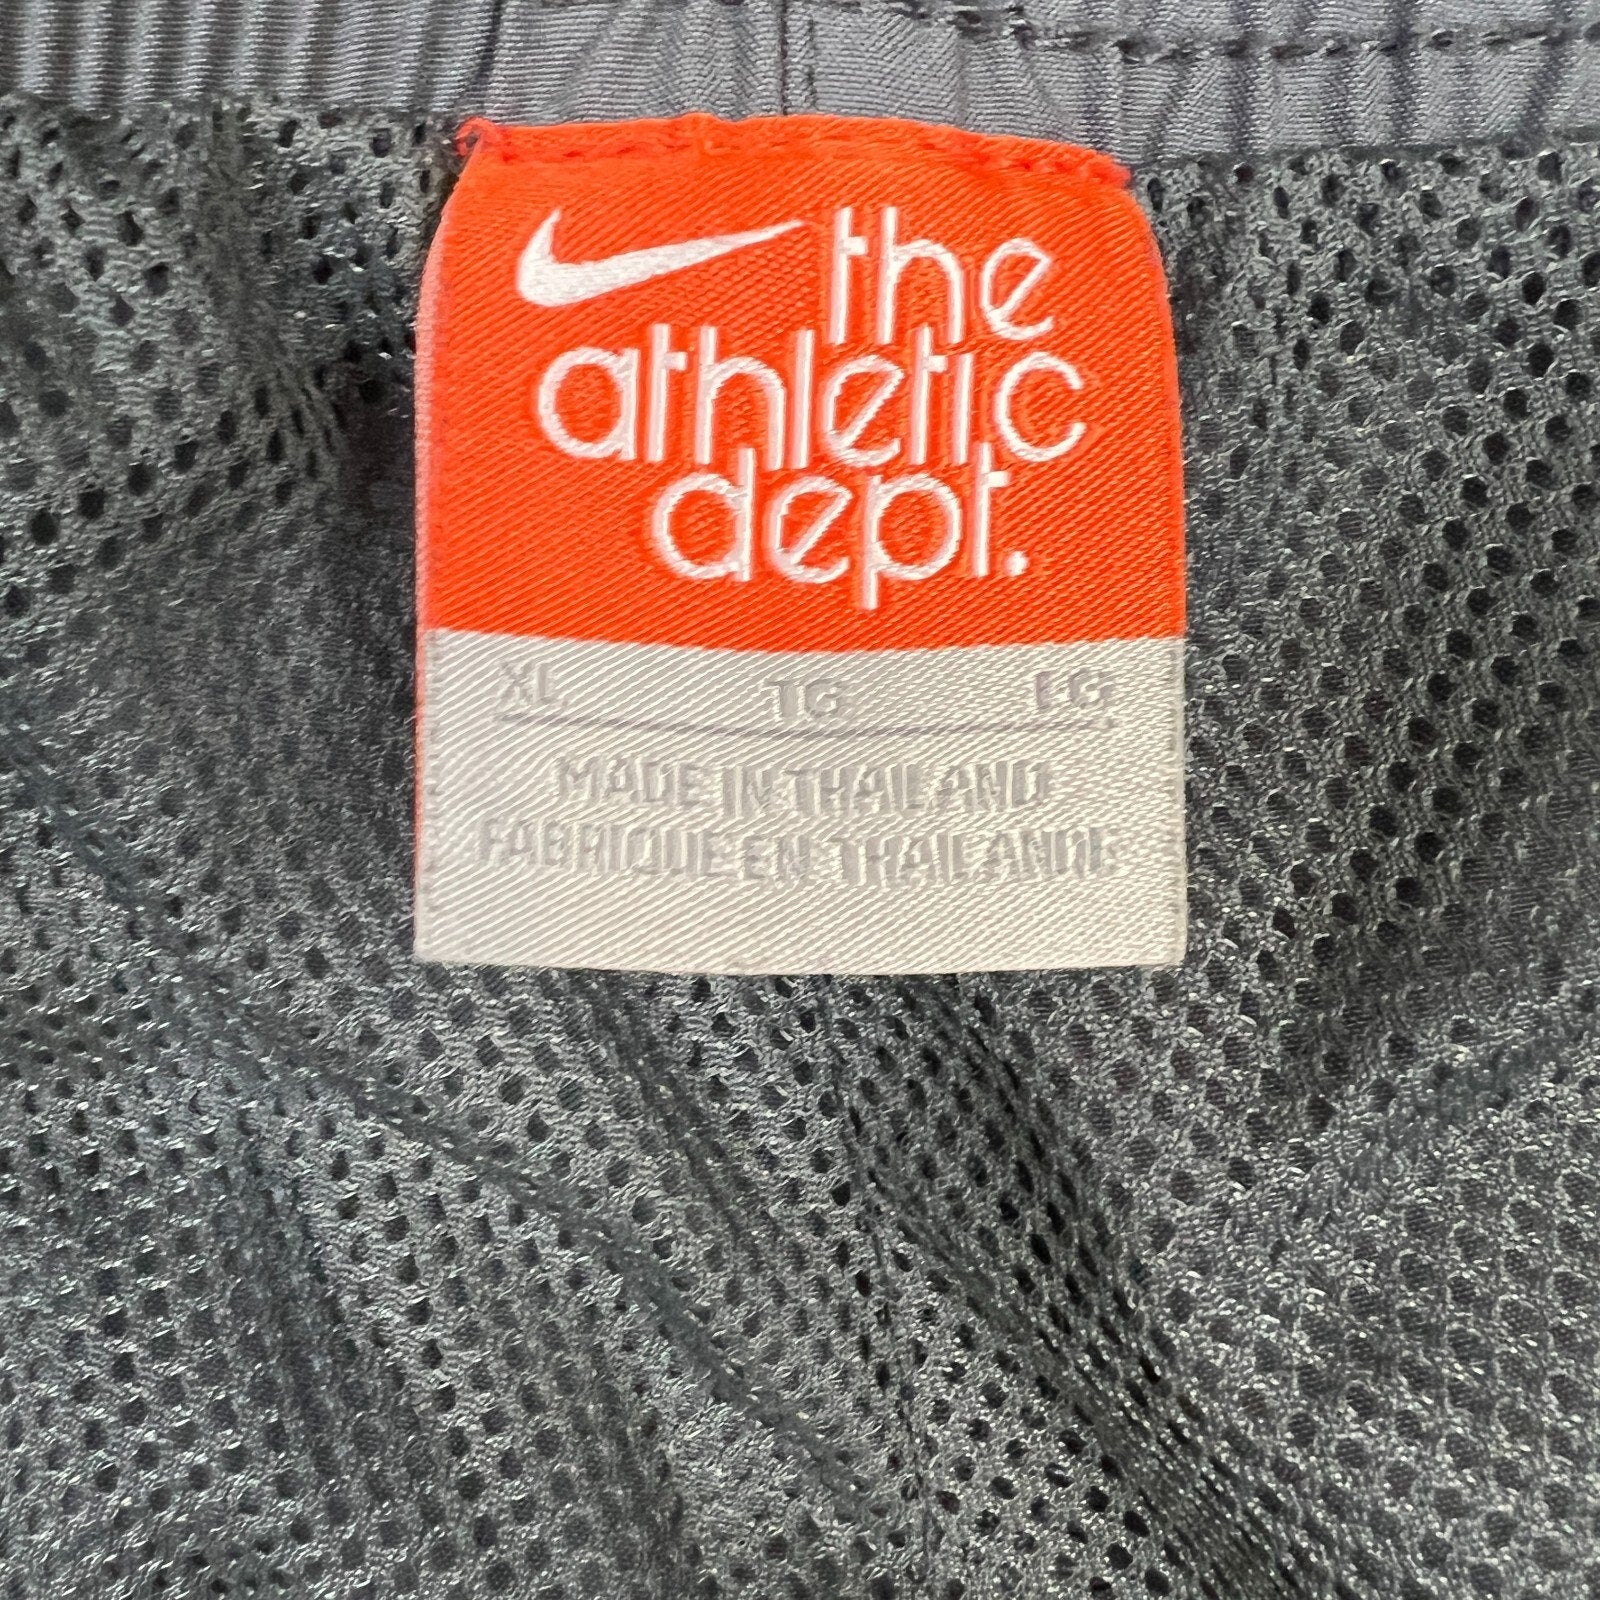 the
athletic
dept.
XL TG EG
MADE IN THAILAND
FABRIQUE EN THAILANDE